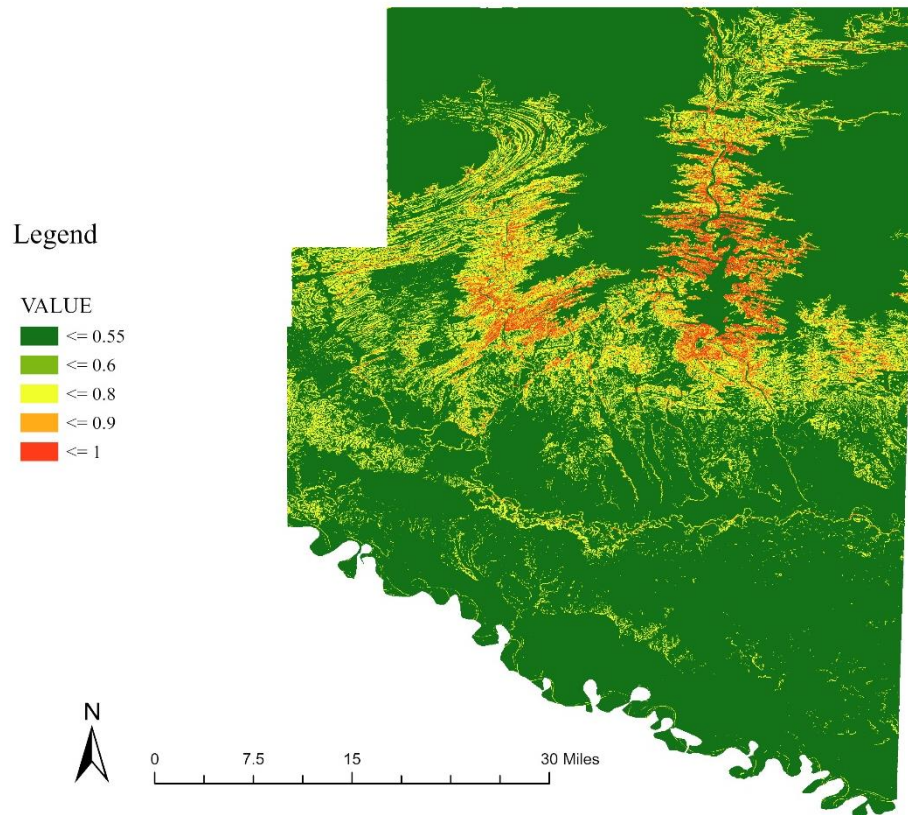 Legend
VALUE
<= 0.55
<= 0.6
<= 0.8
<= 0.9
<= 1
N
0 7.5 15 30 Miles